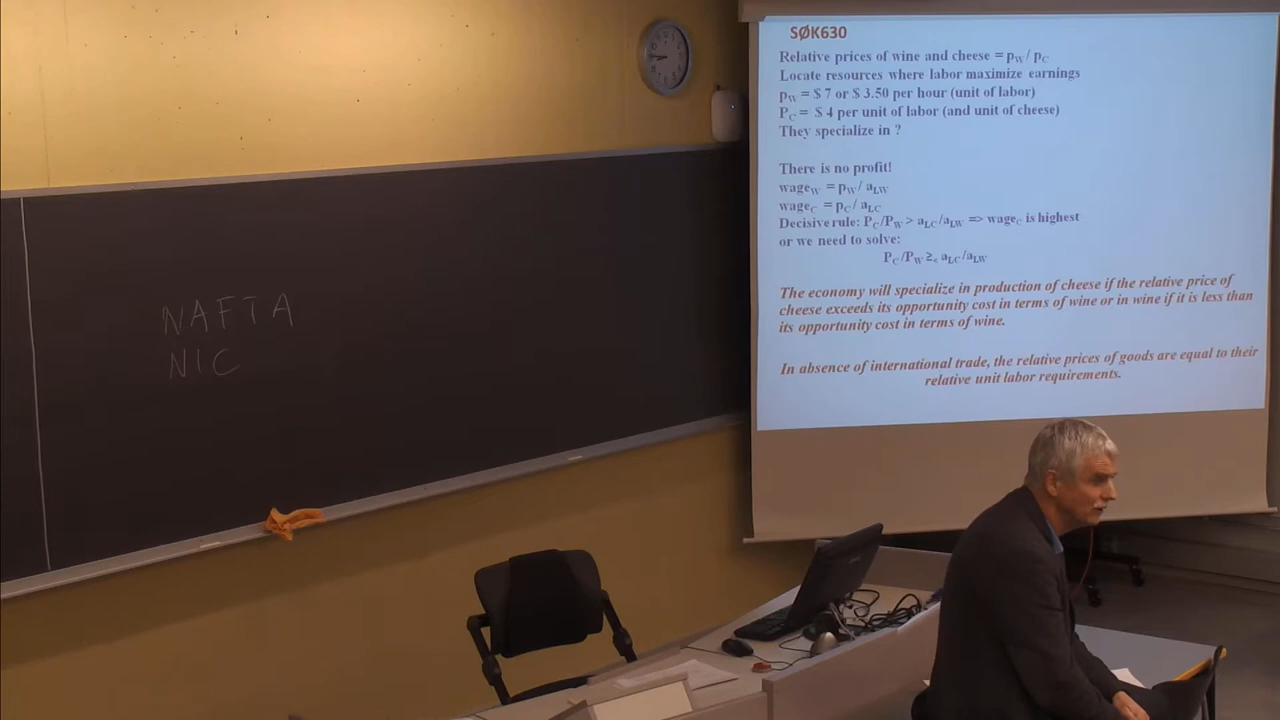 NAFTA
NIC
SØK630
Relative prices of wine and cheese = pW/ pC
Locate resources where labor maximize earnings
pW = $ 7 or $ 3.50 per hour (unit of labor)
PC = $ 4 per unit of labor (and unit of cheese)
They specialize in ?
There is no profit!
wageW = pW/ aLW
wageC = pC/ aLC
Decisive rule: PC/PW > aLC/aLW => wageC is highest
or we need to solve:
PC/PW ≥< aLC/aLW
The economy will specialize in production of cheese if the relative price of
cheese exceeds its opportunity cost in terms of wine or in wine if it is less than
its opportunity cost in terms of wine.
In absence of international trade, the relative prices of goods are equal to their
relative unit labor requirements.